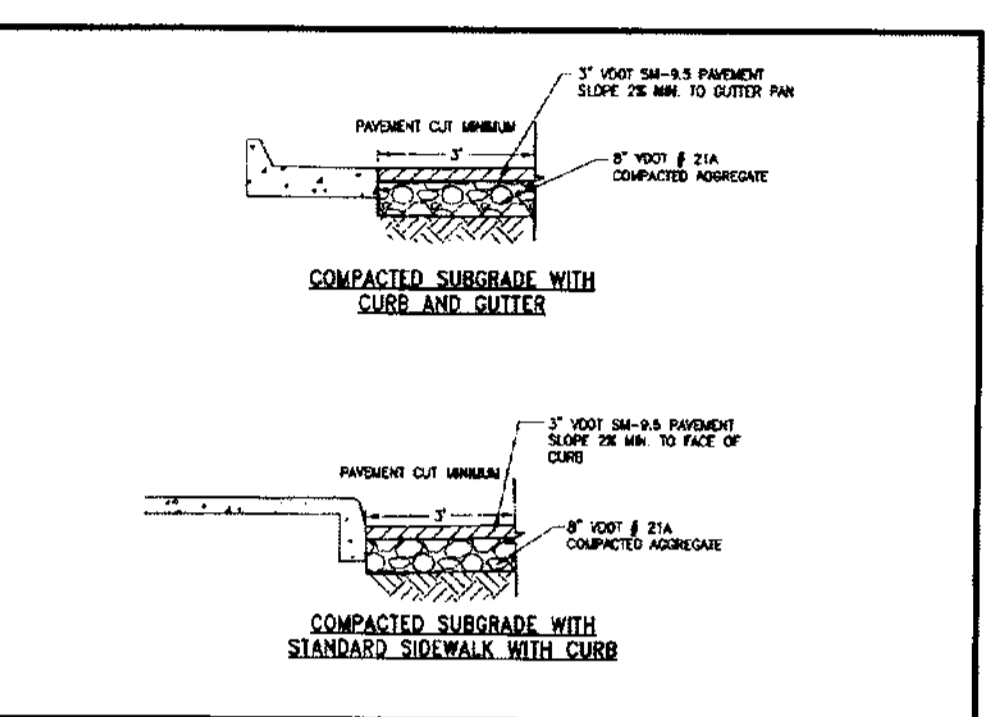 3" VDOT SM-9.5 PAVEMENT
SLOPE 2% MIN. TO GUTTER PAN
PAVEMENT CUT MINIMUM
3'
8" VDOT # 21A
COMPACTED AGGREGATE
COMPACTED SUBGRADE WITH
CURB AND GUTTER
3" VDOT SM-9.5 PAVEMENT
SLOPE 2% MIN. TO FACE OF
CURB
PAVEMENT CUT MINIMUM
3'
8" VDOT # 21A
COMPACTED AGGREGATE
COMPACTED SUBGRADE WITH
STANDARD SIDEWALK WITH CURB